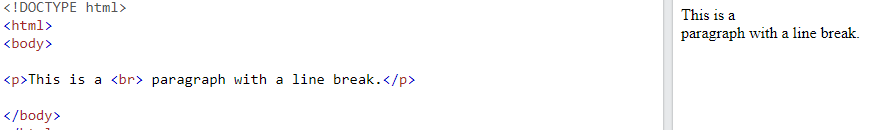 <!DOCTYPE html>
<html>
<body>
<p>This is a <br> paragraph with a line break.</p>
</body>
This is a
paragraph with a line break.